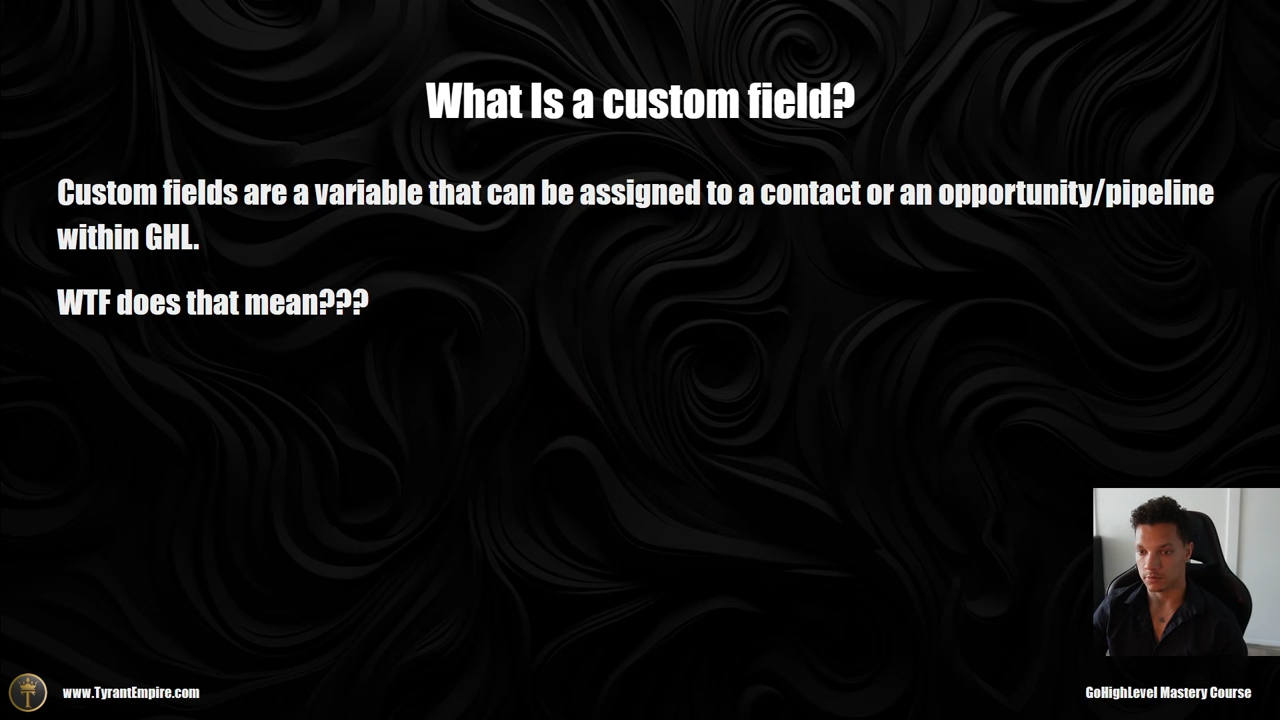 What Is a custom field?
Custom fields are a variable that can be assigned to a contact or an opportunity/pipeline
within GHL.
WTF does that mean???
T
www.TyrantEmpire.com
GoHighLevel Mastery Course